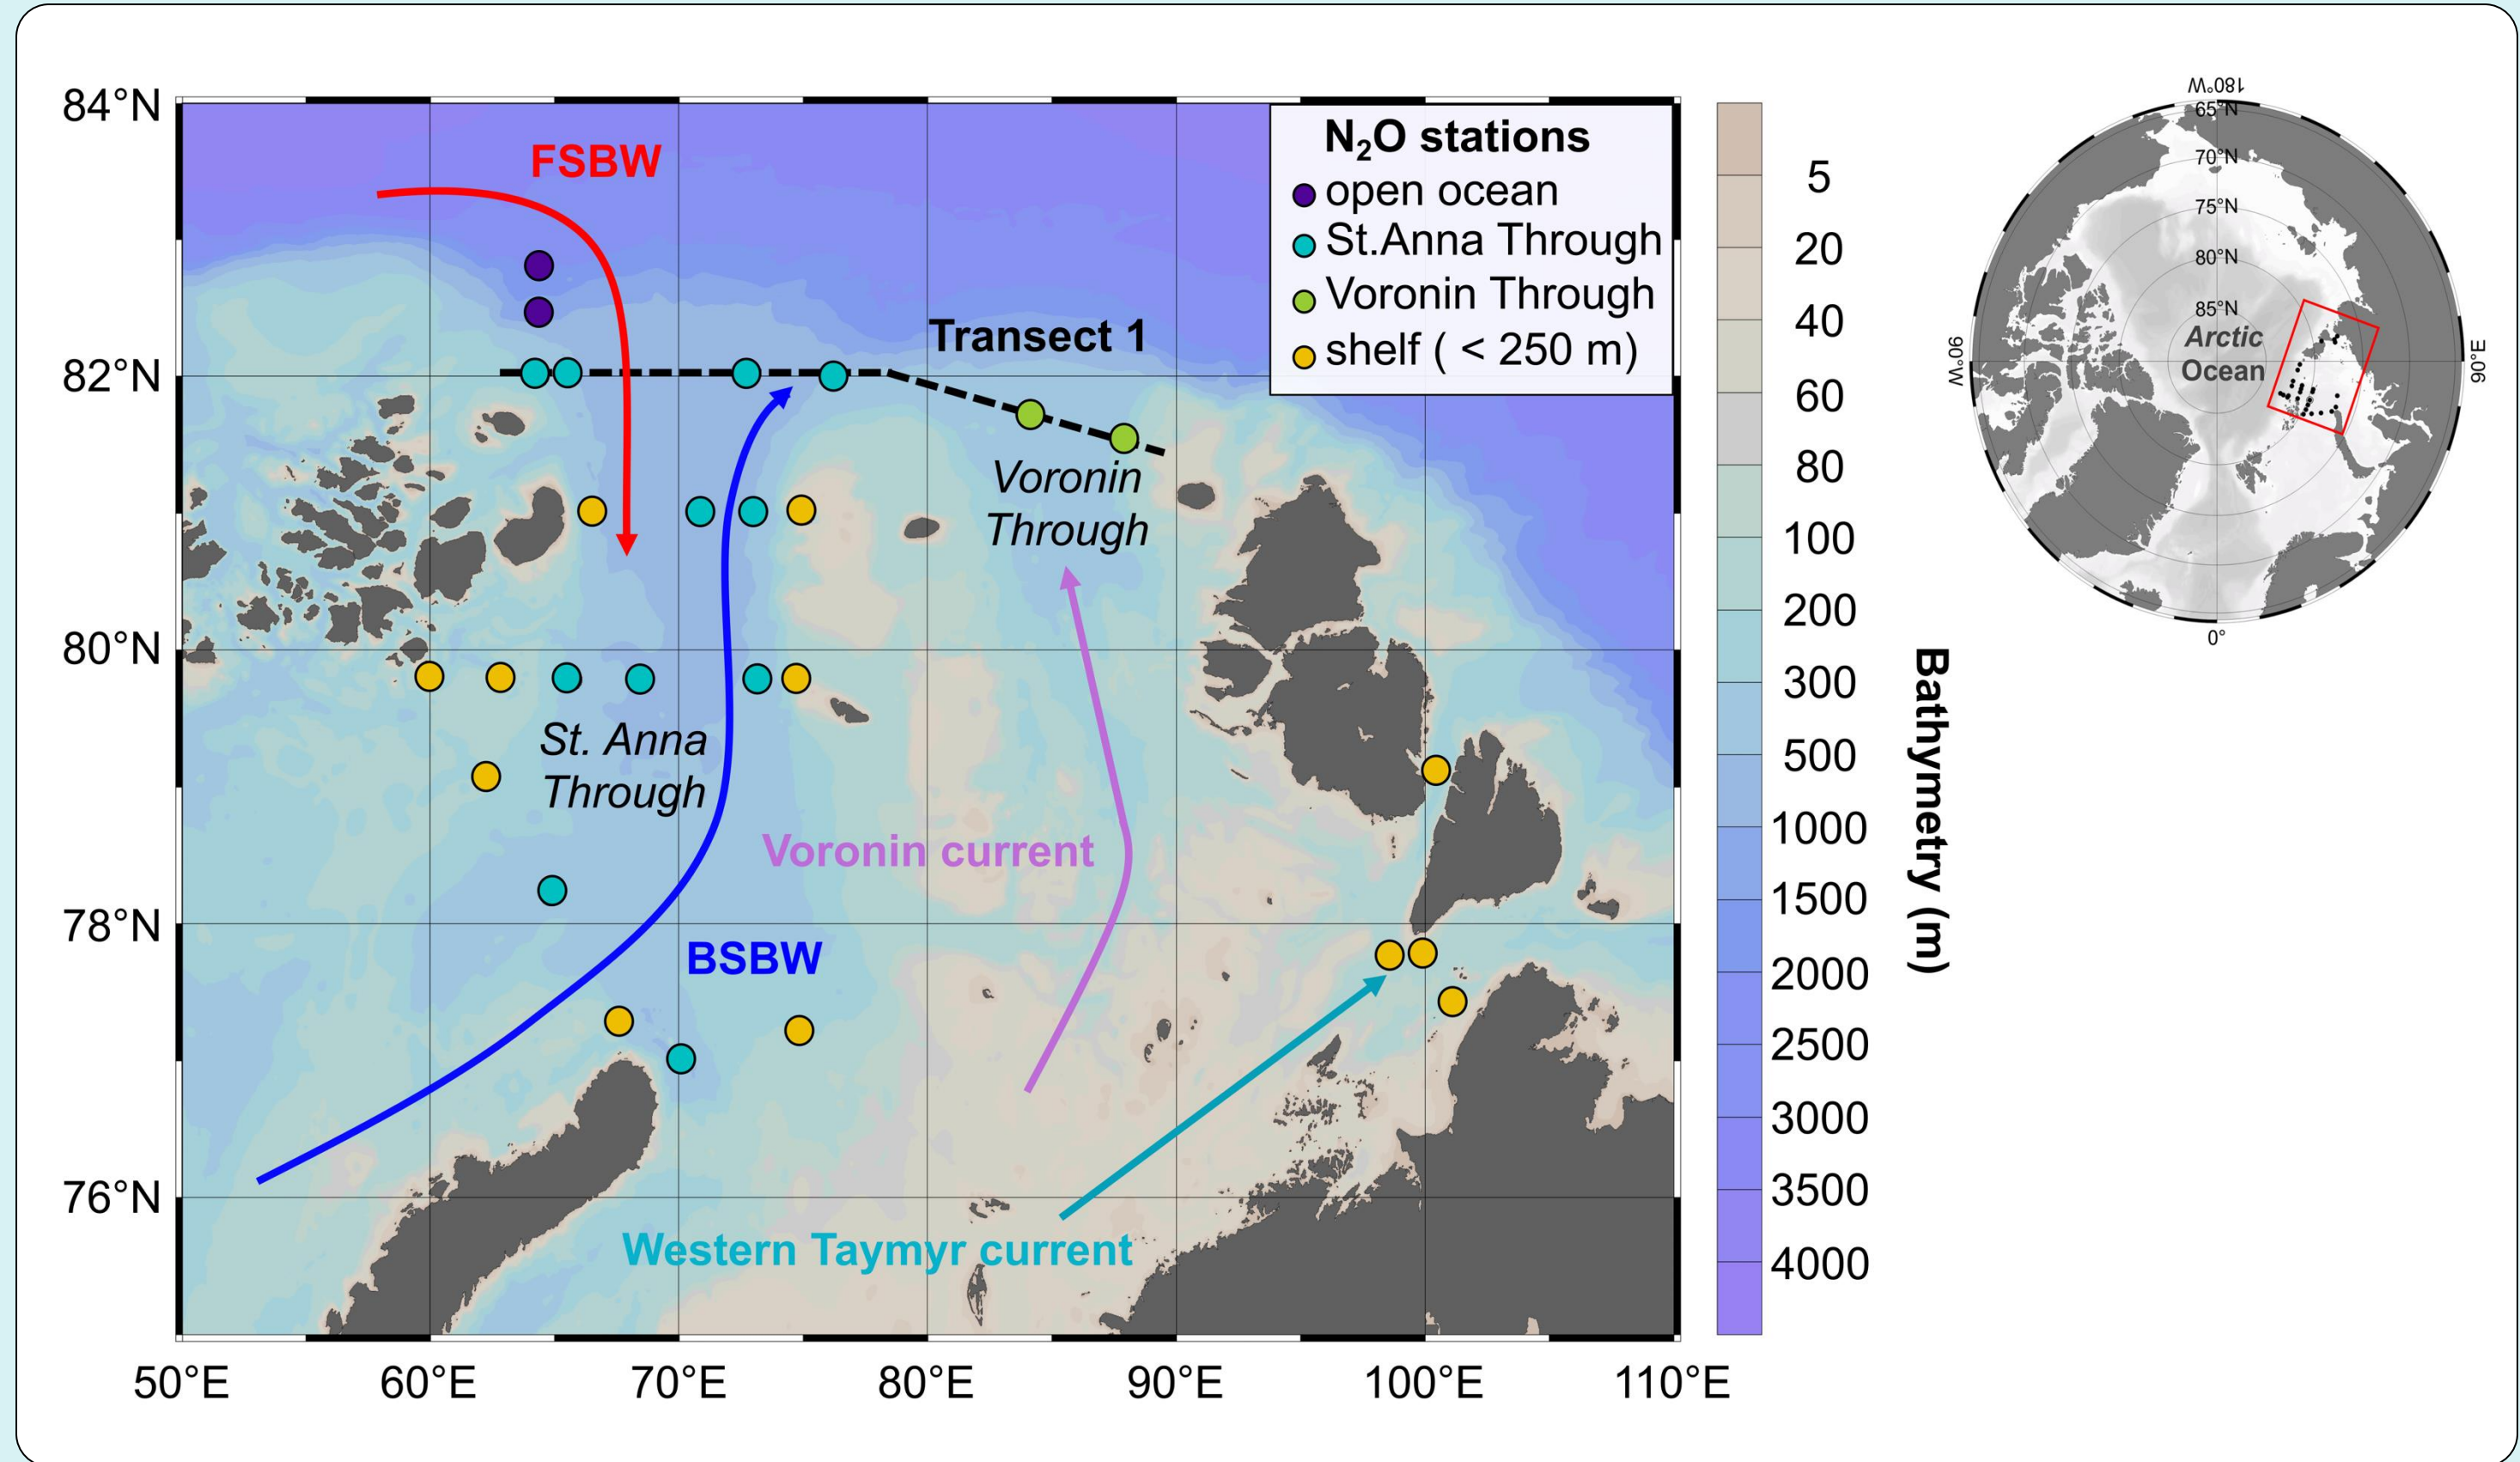 84°N
82°N
80°N
78°N
76°N
50°E
60°E
70°E
80°E
90°E
100°E
110°E
FSBW
Transect 1
Voronin
Through
St. Anna
Through
Voronin current
BSBW
Western Taymyr current
N₂O stations
open ocean
St.Anna Through
Voronin Through
shelf ( < 250 m)
5
20
40
60
80
100
200
300
500
1000
1500
2000
2500
3000
3500
4000
Bathymetry (m)
180°W
65°N
70°N
75°N
80°N
85°N
Arctic
Ocean
90°W
90°E
0°